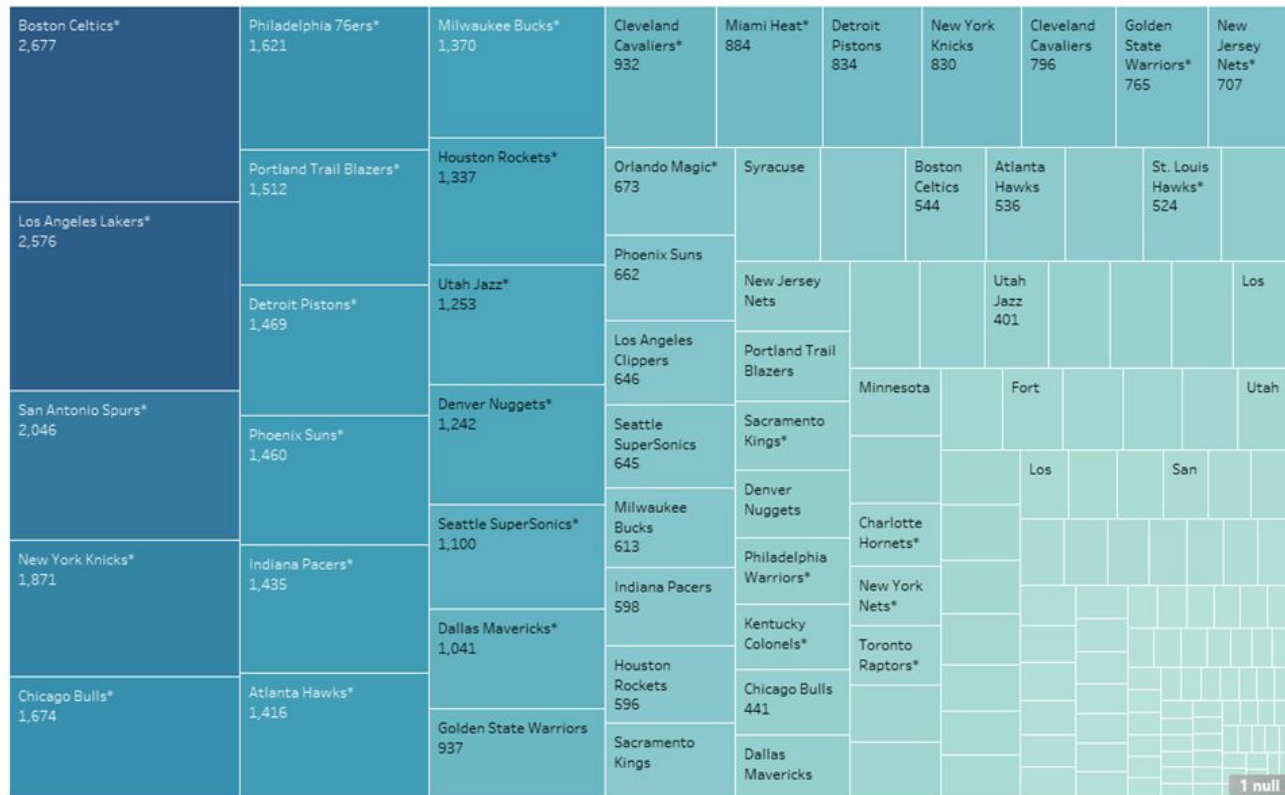 Boston Celtics*
2,677
Los Angeles Lakers*
2,576
San Antonio Spurs*
2,046
New York Knicks*
1,871
Chicago Bulls*
1,674
Philadelphia 76ers*
1,621
Portland Trail Blazers*
1,512
Detroit Pistons*
1,469
Phoenix Suns*
1,460
Indiana Pacers*
1,435
Atlanta Hawks*
1,416
Milwaukee Bucks*
1,370
Houston Rockets*
1,337
Utah Jazz*
1,253
Denver Nuggets*
1,242
Seattle SuperSonics*
1,100
Dallas Mavericks*
1,041
Golden State Warriors
937
Cleveland
Cavaliers*
932
Miami Heat*
884
Detroit
Pistons
834
New York
Knicks
830
Cleveland
Cavaliers
796
Golden
State
Warriors*
765
New
Jersey
Nets*
707
Orlando Magic*
673
Phoenix Suns
662
Los Angeles
Clippers
646
Seattle
SuperSonics
645
Milwaukee
Bucks
613
Indiana Pacers
598
Houston
Rockets
596
Sacramento
Kings
Syracuse
Boston
Celtics
544
Atlanta
Hawks
536
St. Louis
Hawks*
524
New Jersey
Nets
Portland Trail
Blazers
Sacramento
Kings*
Denver
Nuggets
Philadelphia
Warriors*
Kentucky
Colonels*
Chicago Bulls
441
Dallas
Mavericks
Utah
Jazz
401
Los
Minnesota
Fort
Utah
Charlotte
Hornets*
New York
Nets*
Toronto
Raptors*
Los
San
1 null